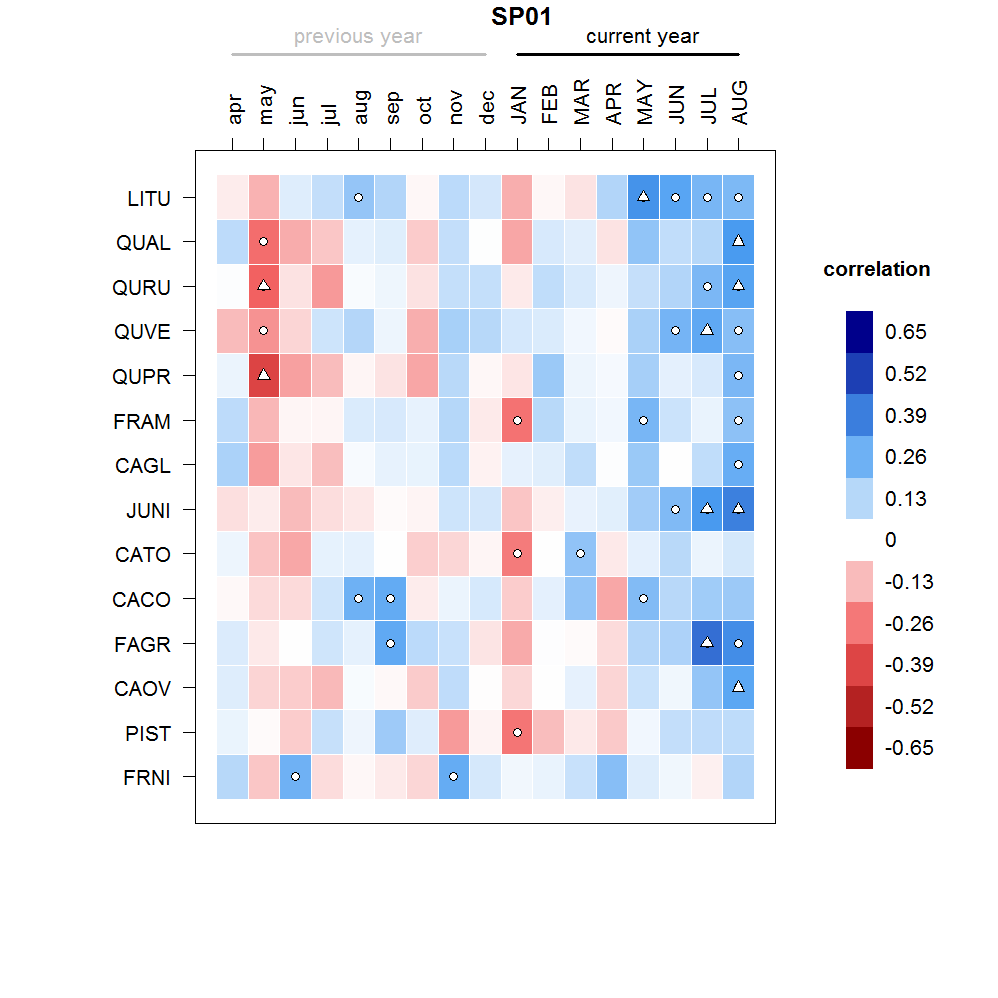 SP01
previous year current year
apr may jun jul aug sep oct nov dec JAN FEB MAR APR MAY JUN JUL AUG
LITU
QUAL
QURU
QUVE
QUPR
FRAM
CAGL
JUNI
CATO
CACO
FAGR
CAOV
PIST
FRNI
correlation
0.65
0.52
0.39
0.26
0.13
0
-0.13
-0.26
-0.39
-0.52
-0.65